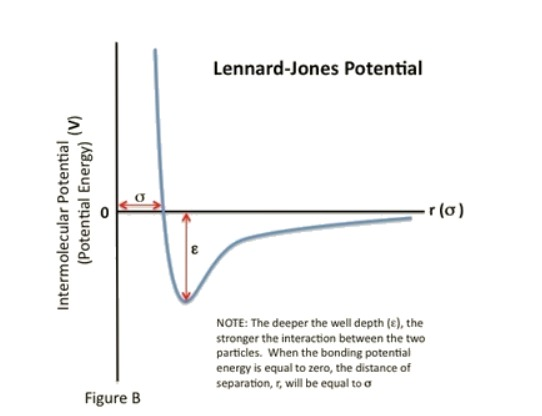 Lennard-Jones Potential
Intermolecular Potential (V)
(Potential Energy)
σ
0
r (σ)
ε
NOTE: The deeper the well depth (ε), the
stronger the interaction between the two
particles. When the bonding potential
energy is equal to zero, the distance of
separation, r, will be equal to σ
Figure B